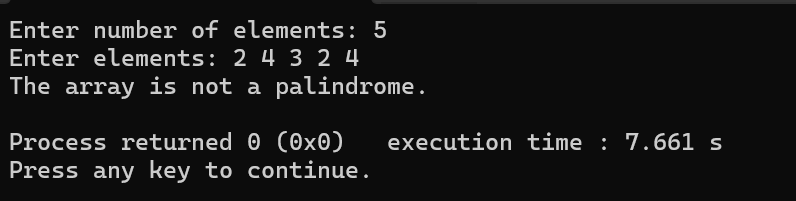 Enter number of elements: 5
Enter elements: 2 4 3 2 4
The array is not a palindrome.
Process returned 0 (0x0)   execution time : 7.661 s
Press any key to continue.